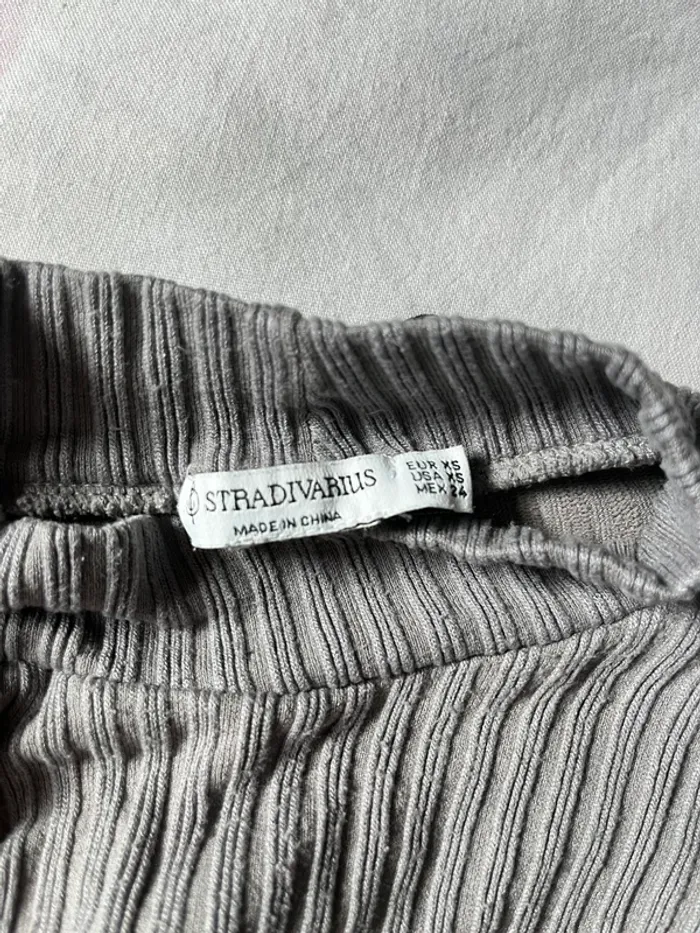 STRADIVARIUS
MADE IN CHINA
EUR XS
USA XS
MEX 24